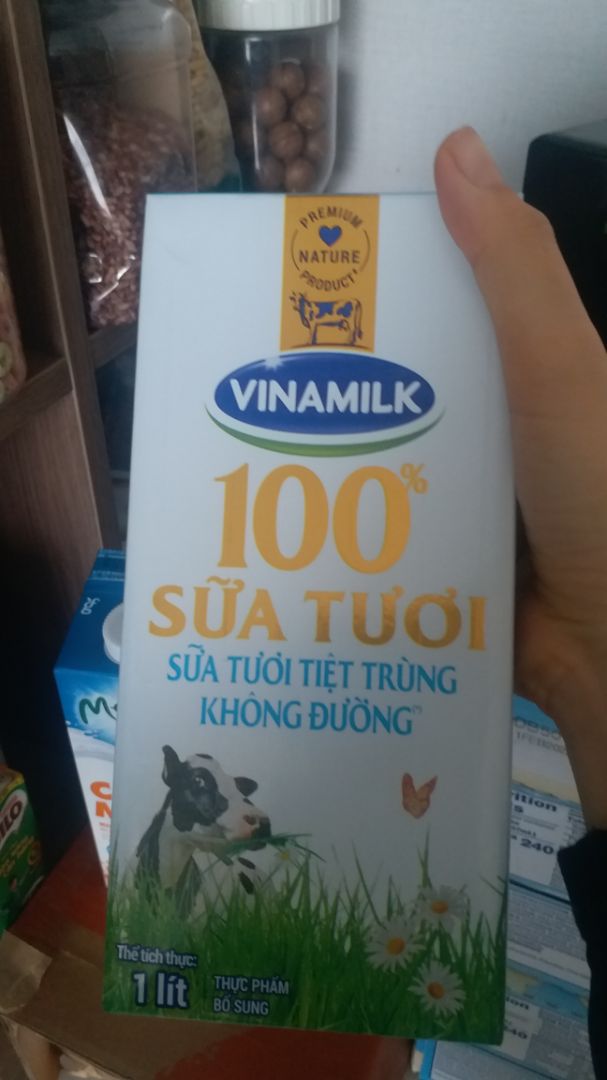 PREMIUM
NATURE
PRODUCT*
VINAMILK
100%
SỮA TƯƠI
SỮA TƯƠI TIỆT TRÙNG
KHÔNG ĐƯỜNG(*)
Thể tích thực:
1 lít
THỰC PHẨM
BỔ SUNG
240